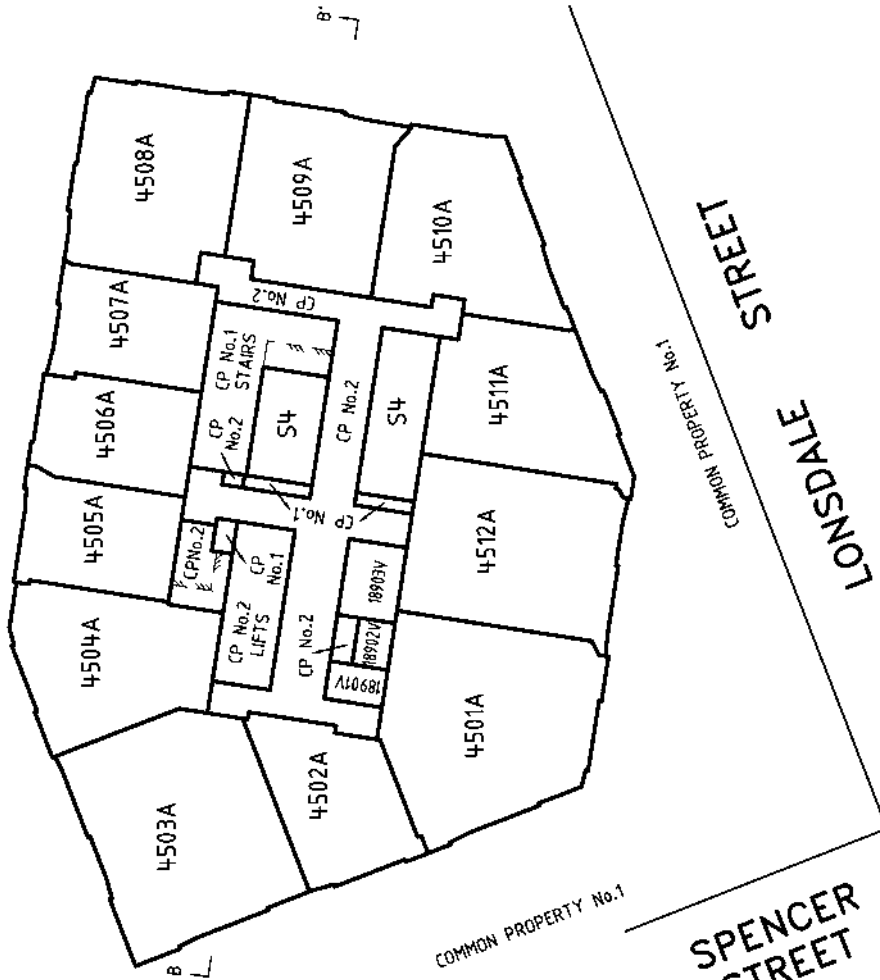 B'
4508A
4509A
4510A
4507A
CP No.2
STREET
4506A
CP No.1
STAIRS
CP
No.2
S4
CP No.2
S4
4511A
COMMON PROPERTY No.1
LONSDALE
4505A
CPNo.2
CP No.1
CP
No.1
4512A
4504A
CP No.2
LIFTS
CP No.2
18903V
18902V
18901V
4501A
4502A
4503A
COMMON PROPERTY No.1
SPENCER
STREET
B